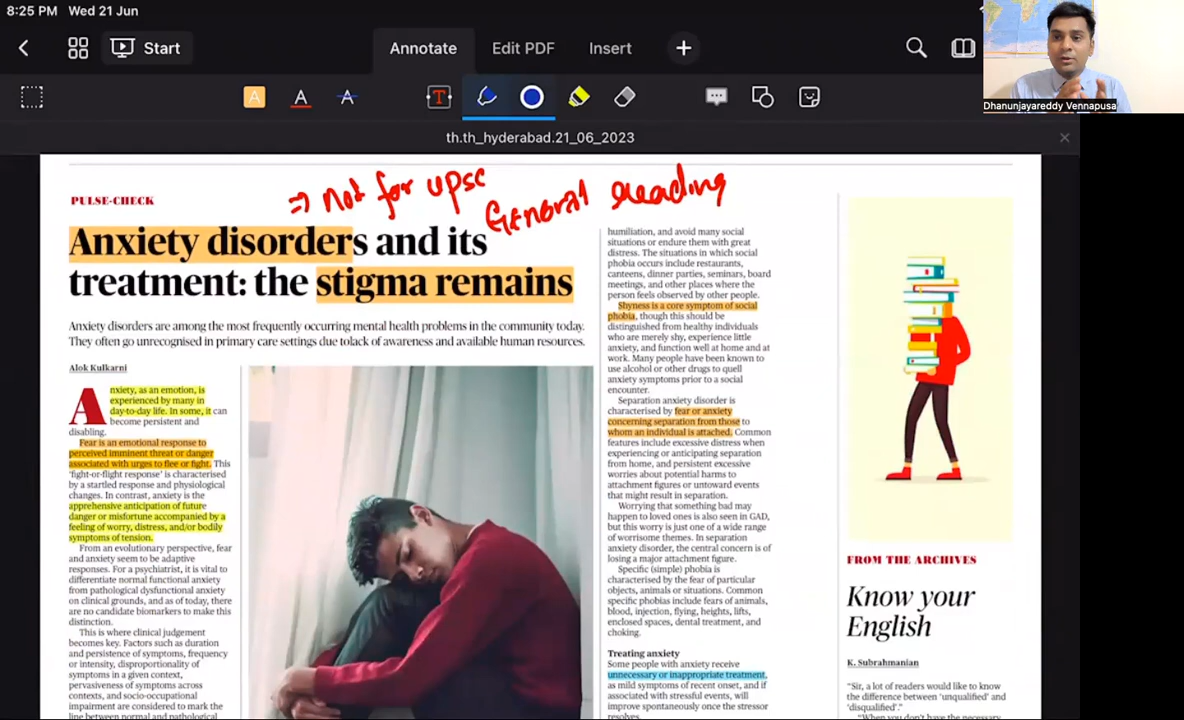 8:25 PM Wed 21 Jun
Start
Annotate
Edit PDF
Insert
Dhanunjayareddy Vennapusa
A
A
A
T
th.th_hyderabad.21_06_2023
⇒ Not for upsc
General reading
PULSE-CHECK
Anxiety disorders and its
treatment: the stigma remains
Anxiety disorders are among the most frequently occurring mental health problems in the community today.
They often go unrecognised in primary care settings due tolack of awareness and available human resources.
Alok Kulkarni
Anxiety, as an emotion, is
experienced by many in
day-to-day life. In some, it can
become persistent and
disabling.
Fear is an emotional response to
perceived imminent threat or danger
associated with urges to flee or fight. This
‘fight-or-flight response’ is characterised
by a startled response and physiological
changes. In contrast, anxiety is the
apprehensive anticipation of future
danger or misfortune accompanied by a
feeling of worry, distress, and/or bodily
symptoms of tension.
From an evolutionary perspective, fear
and anxiety seem to be adaptive
responses. For a psychiatrist, it is vital to
differentiate normal functional anxiety
from pathological dysfunctional anxiety
on clinical grounds, and as of today, there
are no candidate biomarkers to make this
distinction.
This is where clinical judgement
becomes key. Factors such as duration
and persistence of symptoms, frequency
or intensity, disproportionality of
symptoms in a given context,
pervasiveness of symptoms across
contexts, and socio-occupational
impairment are considered to mark the
line between normal and pathological
humiliation, and avoid many social
situations or endure them with great
distress. The situations in which social
phobia occurs include restaurants,
canteens, dinner parties, seminars, board
meetings, and other places where the
person feels observed by other people.
Shyness is a core symptom of social
phobia, though this should be
distinguished from healthy individuals
who are merely shy, experience little
anxiety, and function well at home and at
work. Many people have been known to
use alcohol or other drugs to quell
anxiety symptoms prior to a social
encounter.
Separation anxiety disorder is
characterised by fear or anxiety
concerning separation from those to
whom an individual is attached. Common
features include excessive distress when
experiencing or anticipating separation
from home, and persistent excessive
worries about potential harms to
attachment figures or untoward events
that might result in separation.
Worrying that something bad may
happen to loved ones is also seen in GAD,
but this worry is just one of a wide range
of worrisome themes. In separation
anxiety disorder, the central concern is of
losing a major attachment figure.
Specific (simple) phobia is
characterised by the fear of particular
objects, animals or situations. Common
specific phobias include fears of animals,
blood, injection, flying, heights, lifts,
enclosed spaces, dental treatment, and
choking.
Treating anxiety
Some people with anxiety receive
unnecessary or inappropriate treatment,
as mild symptoms of recent onset, and if
associated with stressful events, will
improve spontaneously once the stressor
resolves.
FROM THE ARCHIVES
Know your
English
K. Subrahmanian
“Sir, a lot of readers would like to know
the difference between ‘unqualified’ and
‘disqualified’.”
“When you don’t have the necessary